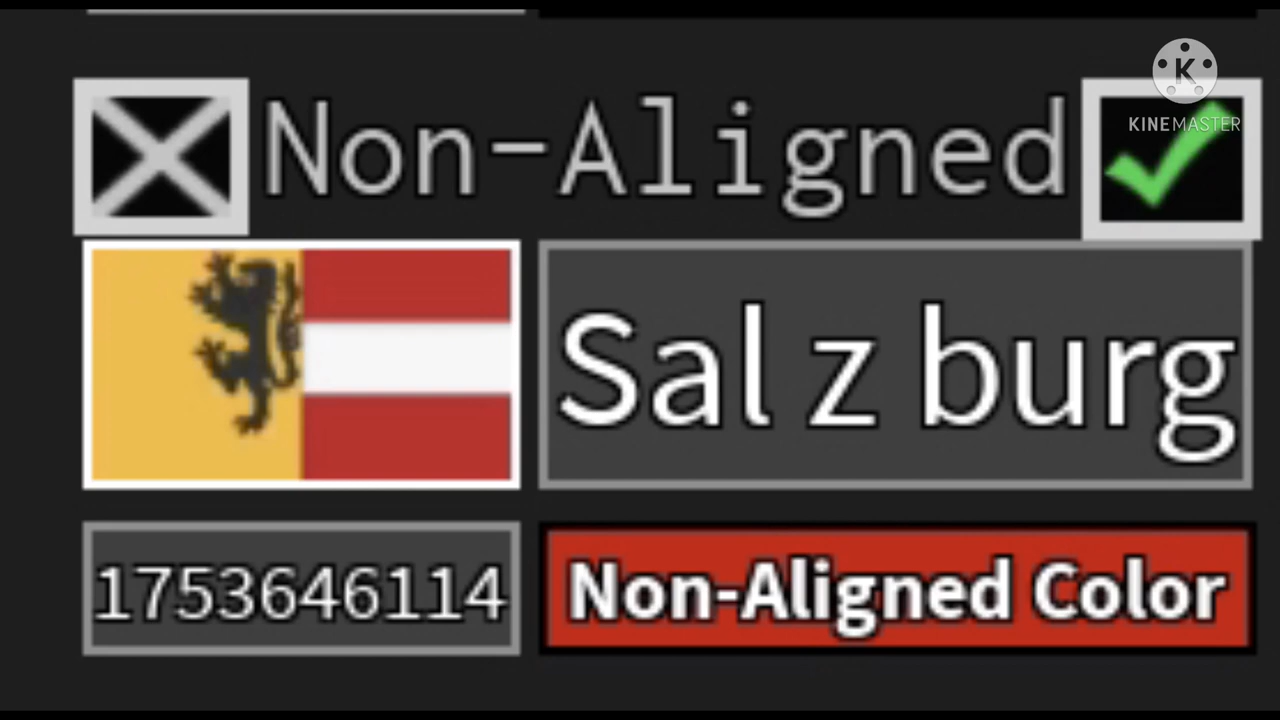 Non-Aligned
K
KINEMASTER
Sal z burg
1753646114
Non-Aligned Color